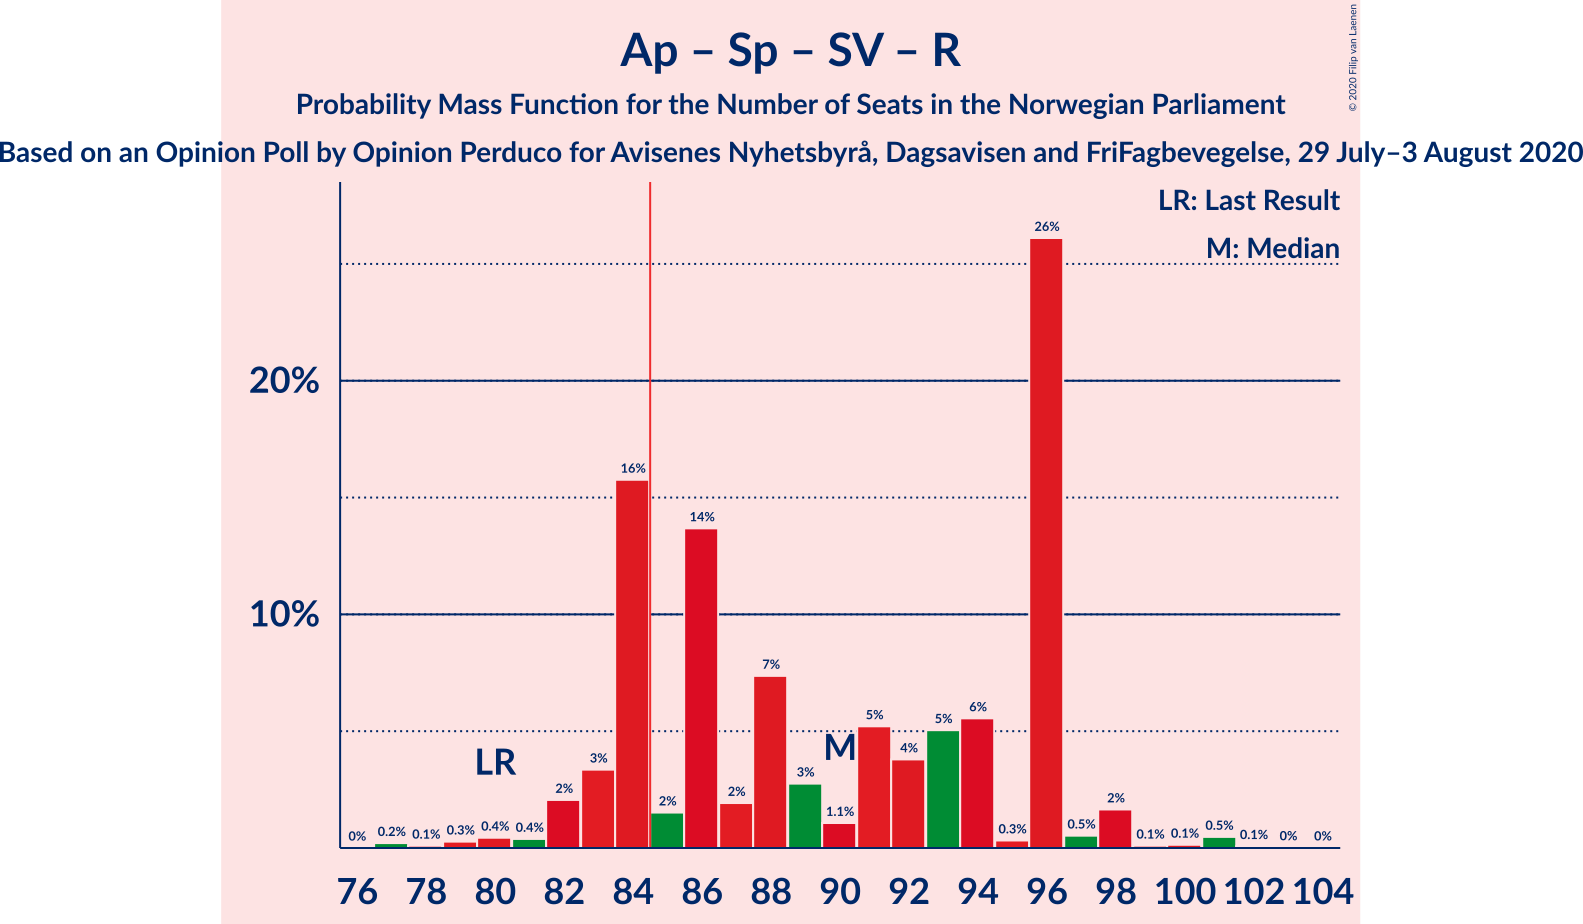 Ap – Sp – SV – R
Probability Mass Function for the Number of Seats in the Norwegian Parliament
Based on an Opinion Poll by Opinion Perduco for Avisenes Nyhetsbyrå, Dagsavisen and FriFagbevegelse, 29 July–3 August 2020
© 2020 Filip van Laenen
LR: Last Result
M: Median
26%
20%
16%
14%
10%
7%
6%
5%
5%
4%
M
LR
3%
3%
2%
2%
2%
2%
1.1%
0% 0.2% 0.1% 0.3% 0.4% 0.4%
0.3%
0.5%
0.1% 0.1% 0.5% 0.1% 0% 0%
76 78 80 82 84 86 88 90 92 94 96 98 100 102 104